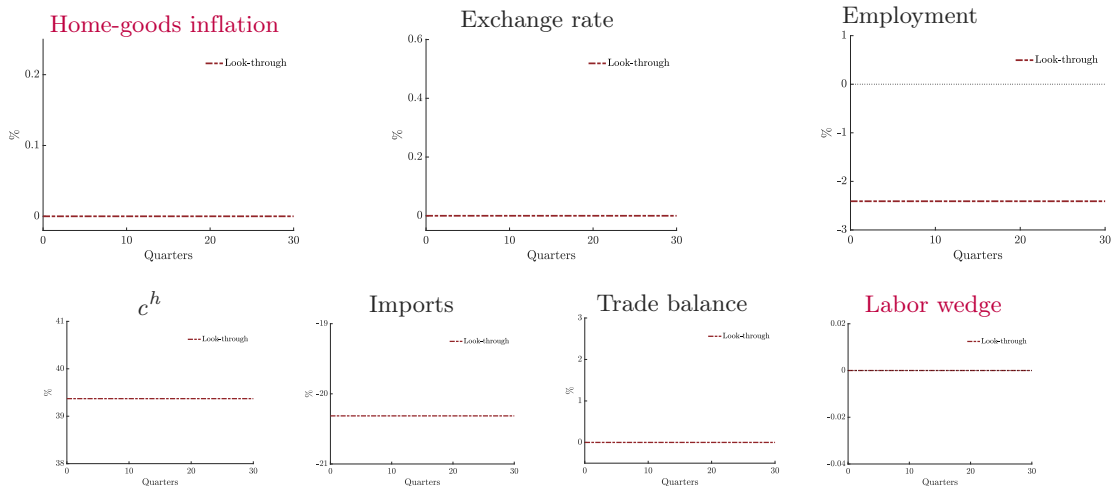 Home-goods inflation
Look-through
0.2
0.1
0
%
0
10
20
30
Quarters
Exchange rate
Look-through
0.6
0.4
0.2
0
%
0
10
20
30
Quarters
Employment
Look-through
1
0
-1
-2
-3
%
0
10
20
30
Quarters
c^h
Look-through
41
40
39
38
%
0
10
20
30
Quarters
Imports
Look-through
-19
-20
-21
%
0
10
20
30
Quarters
Trade balance
Look-through
3
2
1
0
%
0
10
20
30
Quarters
Labor wedge
Look-through
0.02
0
-0.02
-0.04
%
0
10
20
30
Quarters